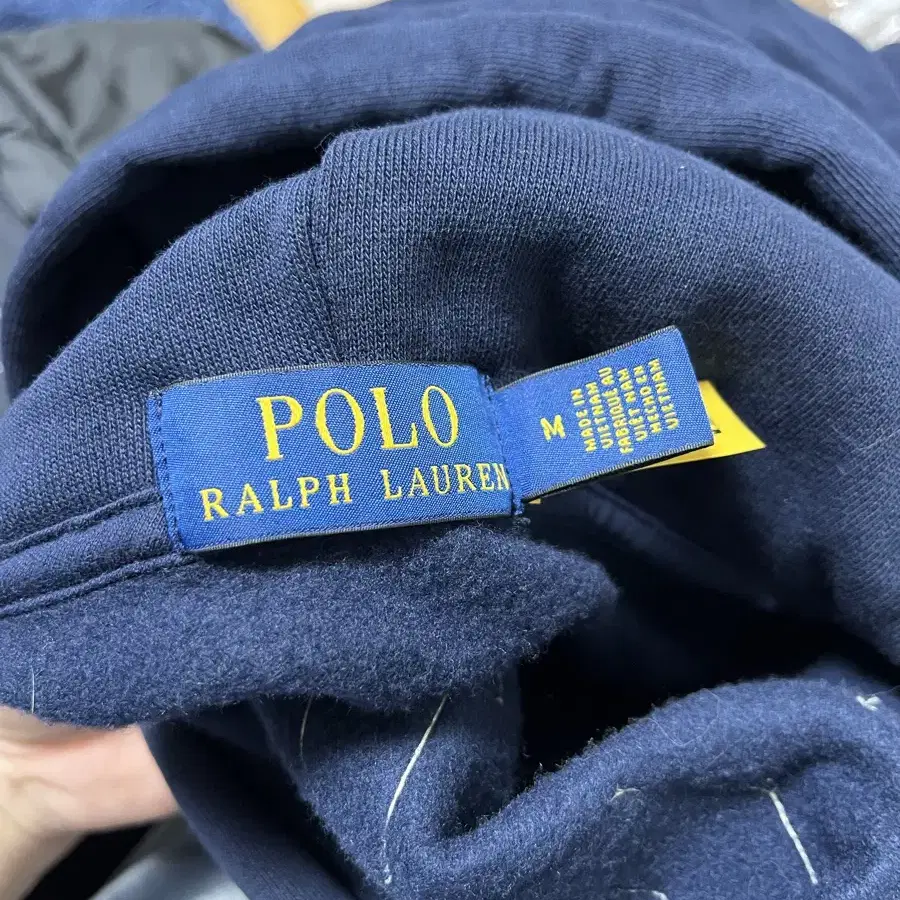 POLO
RALPH LAUREN
M
MADE IN
VIETNAM
FABRIQUÉ AU
VIÊT NAM
HECHO EN
VIETNAM